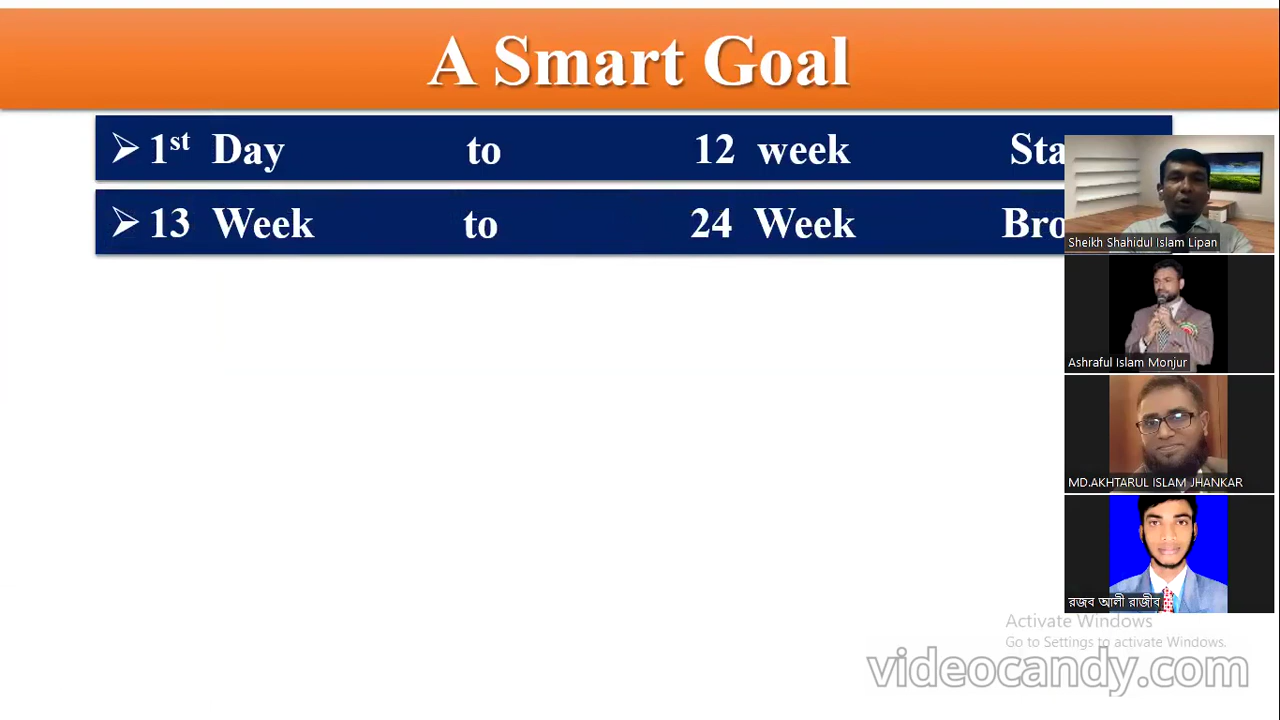 A Smart Goal
➢ 1st Day to 12 week Sta
➢ 13 Week to 24 Week Bro
Sheikh Shahidul Islam Lipan
Ashraful Islam Monjur
MD.AKHTARUL ISLAM JHANKAR
রজব আলী রাজীব
Activate Windows
Go to Settings to activate Windows.
videocandy.com